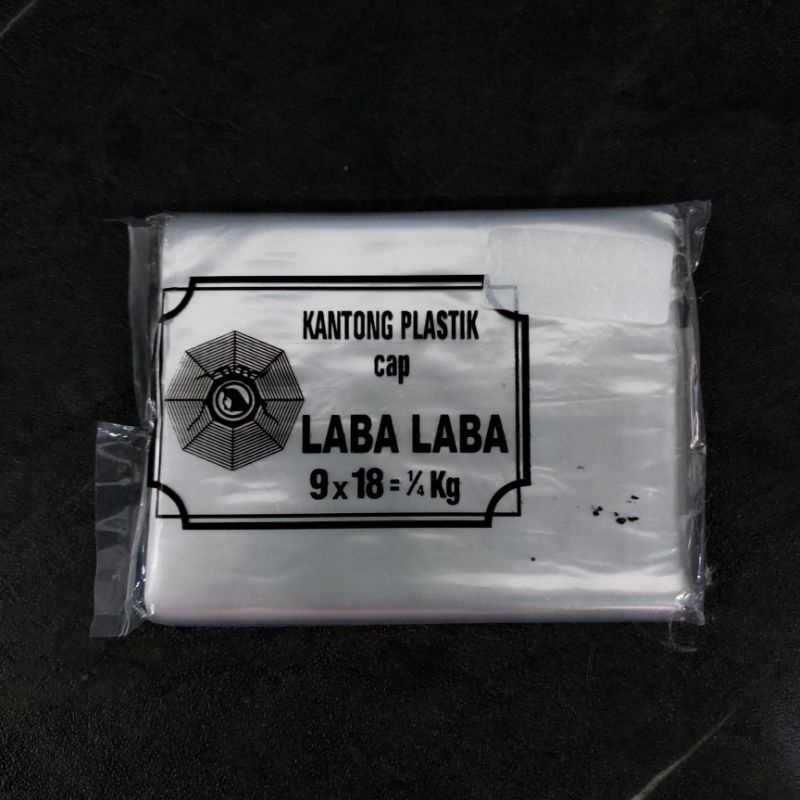 KANTONG PLASTIK
cap
LABA LABA
9 x 18 = ¼ Kg